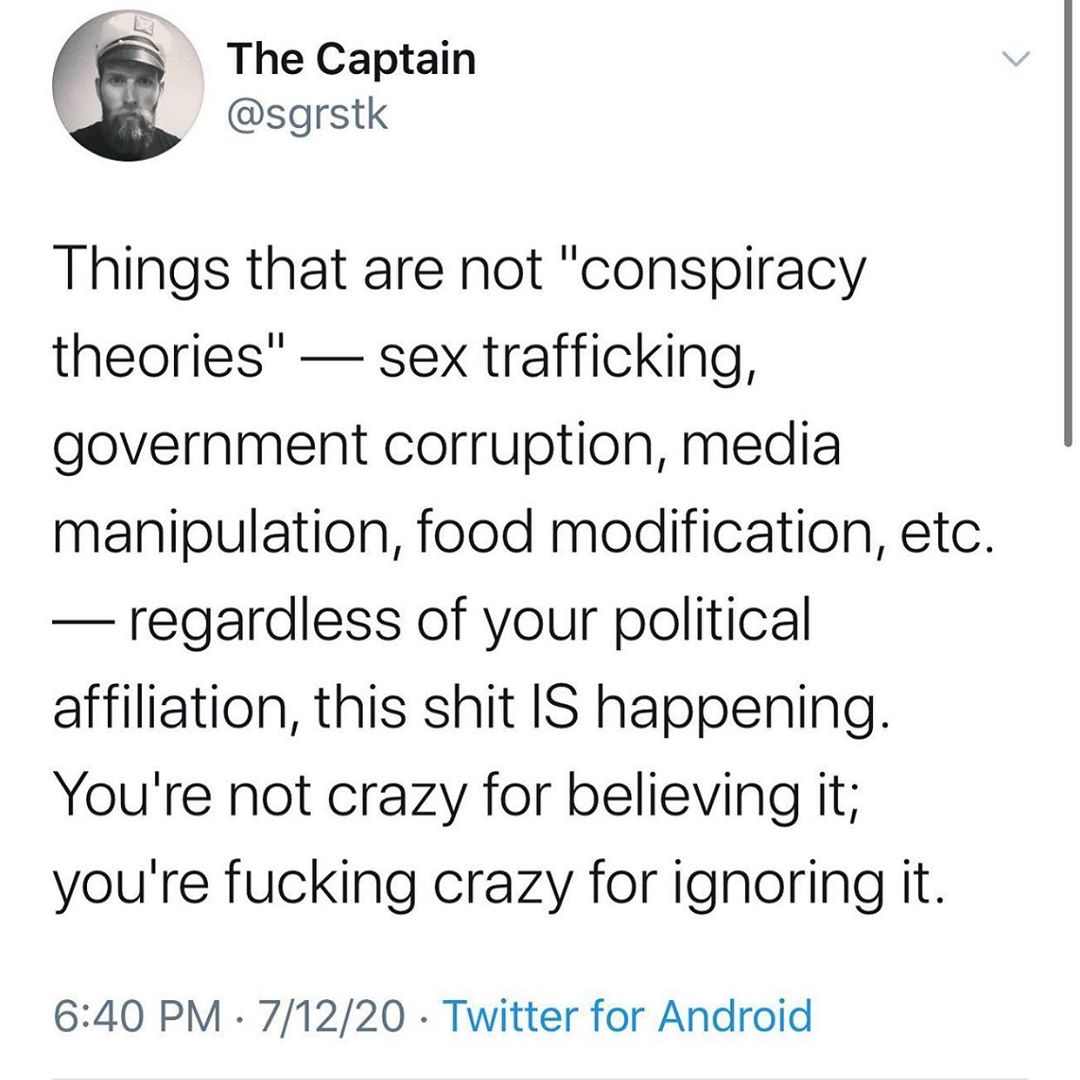 The Captain
@sgrstk
Things that are not "conspiracy
theories" — sex trafficking,
government corruption, media
manipulation, food modification, etc.
— regardless of your political
affiliation, this shit IS happening.
You're not crazy for believing it;
you're fucking crazy for ignoring it.
6:40 PM · 7/12/20 · Twitter for Android